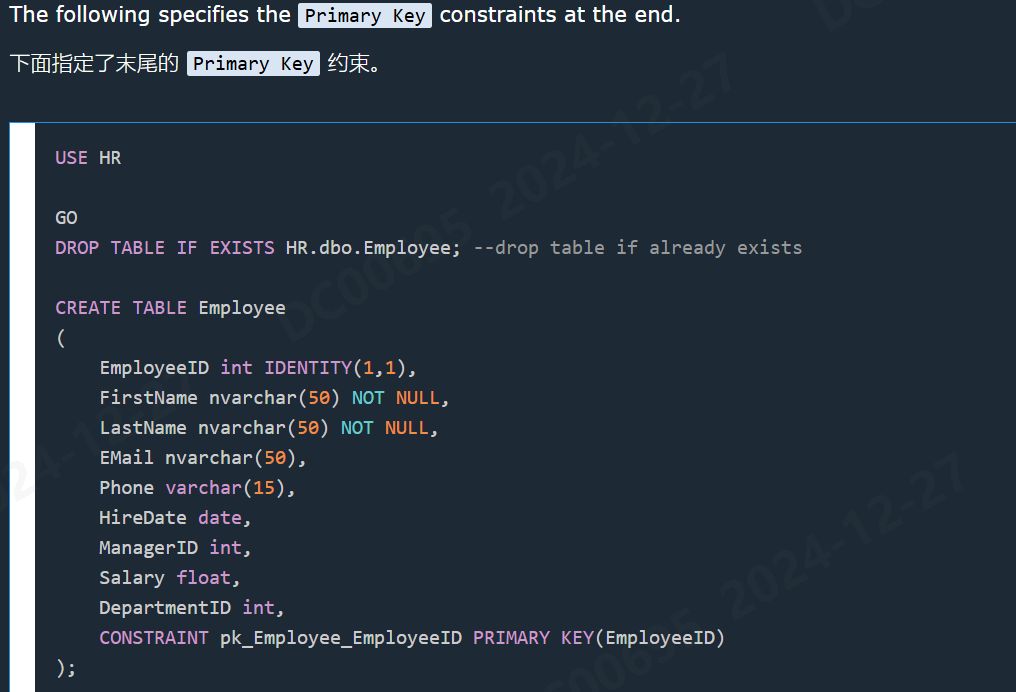 The following specifies the Primary Key constraints at the end.
下面指定了末尾的 Primary Key 约束。
USE HR
GO
DROP TABLE IF EXISTS HR.dbo.Employee; --drop table if already exists
CREATE TABLE Employee
(
    EmployeeID int IDENTITY(1,1),
    FirstName nvarchar(50) NOT NULL,
    LastName nvarchar(50) NOT NULL,
    EMail nvarchar(50),
    Phone varchar(15),
    HireDate date,
    ManagerID int,
    Salary float,
    DepartmentID int,
    CONSTRAINT pk_Employee_EmployeeID PRIMARY KEY(EmployeeID)
);
DC00695 2024-12-27
2024-12-27
DC00695 2024-12-27